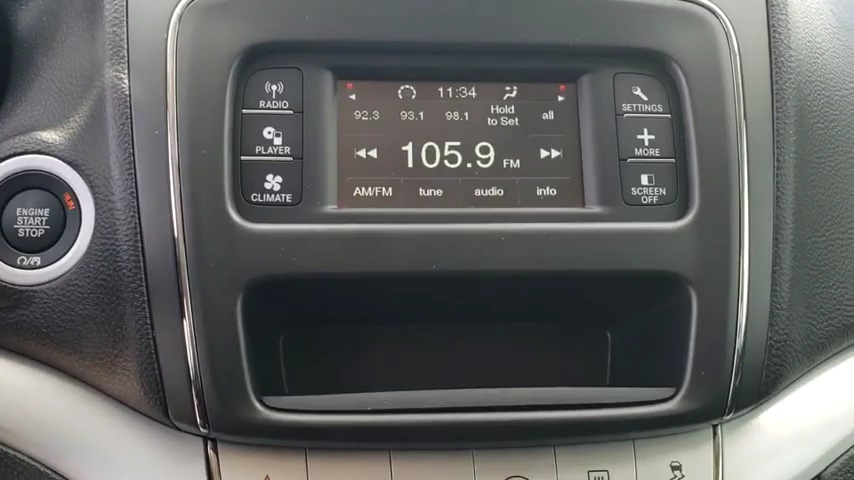 RADIO
PLAYER
CLIMATE
11:34
92.3 93.1 98.1 Hold to Set all
105.9 FM
AM/FM tune audio info
SETTINGS
MORE
SCREEN
OFF
ENGINE
START
STOP
RUN